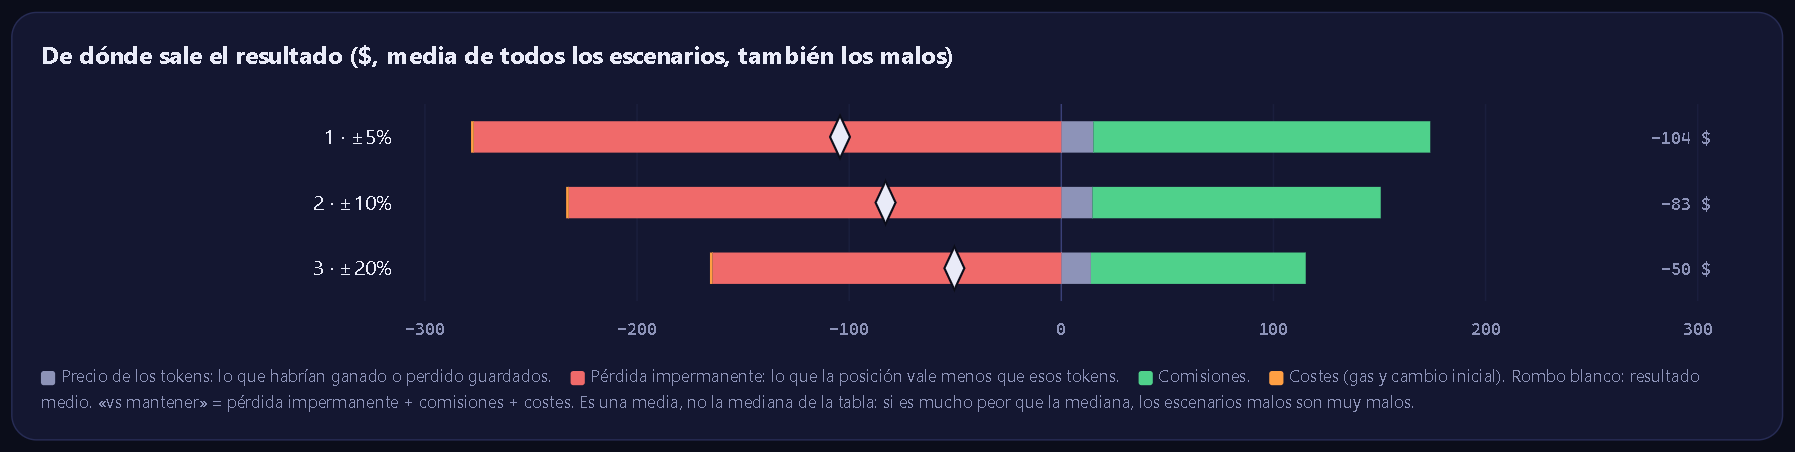 De dónde sale el resultado ($, media de todos los escenarios, también los malos)
1 · ±5%
-104 $
2 · ±10%
-83 $
3 · ±20%
-50 $
-300 -200 -100 0 100 200 300
Precio de los tokens: lo que habrían ganado o perdido guardados. Pérdida impermanente: lo que la posición vale menos que esos tokens. Comisiones. Costes (gas y cambio inicial). Rombo blanco: resultado
medio. «vs mantener» = pérdida impermanente + comisiones + costes. Es una media, no la mediana de la tabla: si es mucho peor que la mediana, los escenarios malos son muy malos.